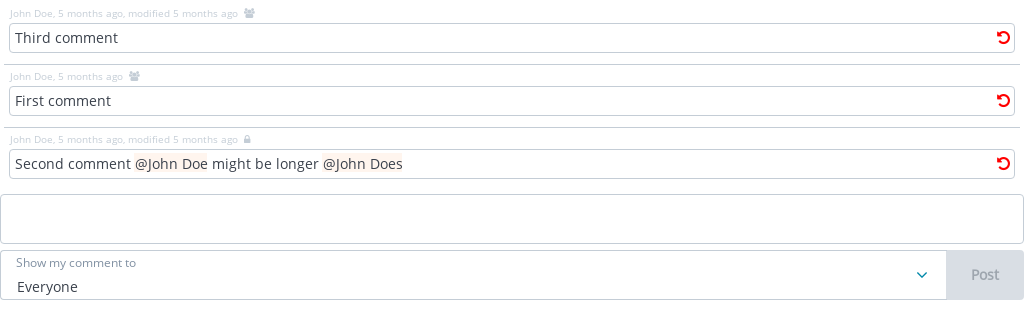 John Doe, 5 months ago, modified 5 months ago
Third comment
John Doe, 5 months ago
First comment
John Doe, 5 months ago, modified 5 months ago
Second comment @John Doe might be longer @John Does
Show my comment to
Everyone
Post